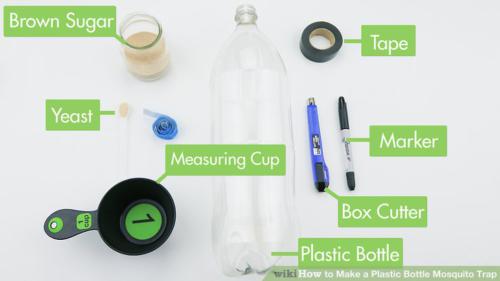 Brown Sugar
Tape
Yeast
Marker
Measuring Cup
1
cup
Box Cutter
Plastic Bottle
wikiHow to Make a Plastic Bottle Mosquito Trap